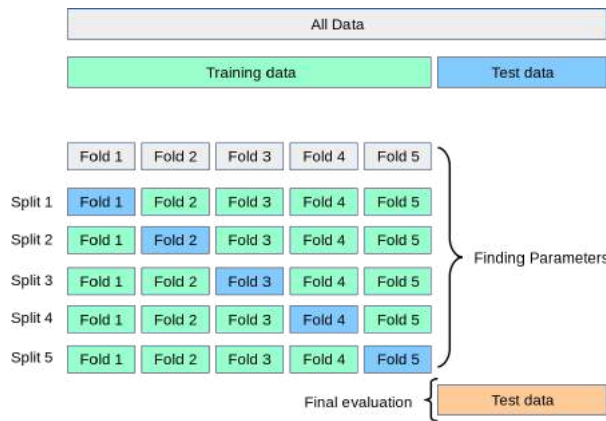 All Data
Training data Test data
Fold 1 Fold 2 Fold 3 Fold 4 Fold 5
Split 1 Fold 1 Fold 2 Fold 3 Fold 4 Fold 5
Split 2 Fold 1 Fold 2 Fold 3 Fold 4 Fold 5
Finding Parameters
Split 3 Fold 1 Fold 2 Fold 3 Fold 4 Fold 5
Split 4 Fold 1 Fold 2 Fold 3 Fold 4 Fold 5
Split 5 Fold 1 Fold 2 Fold 3 Fold 4 Fold 5
Final evaluation Test data